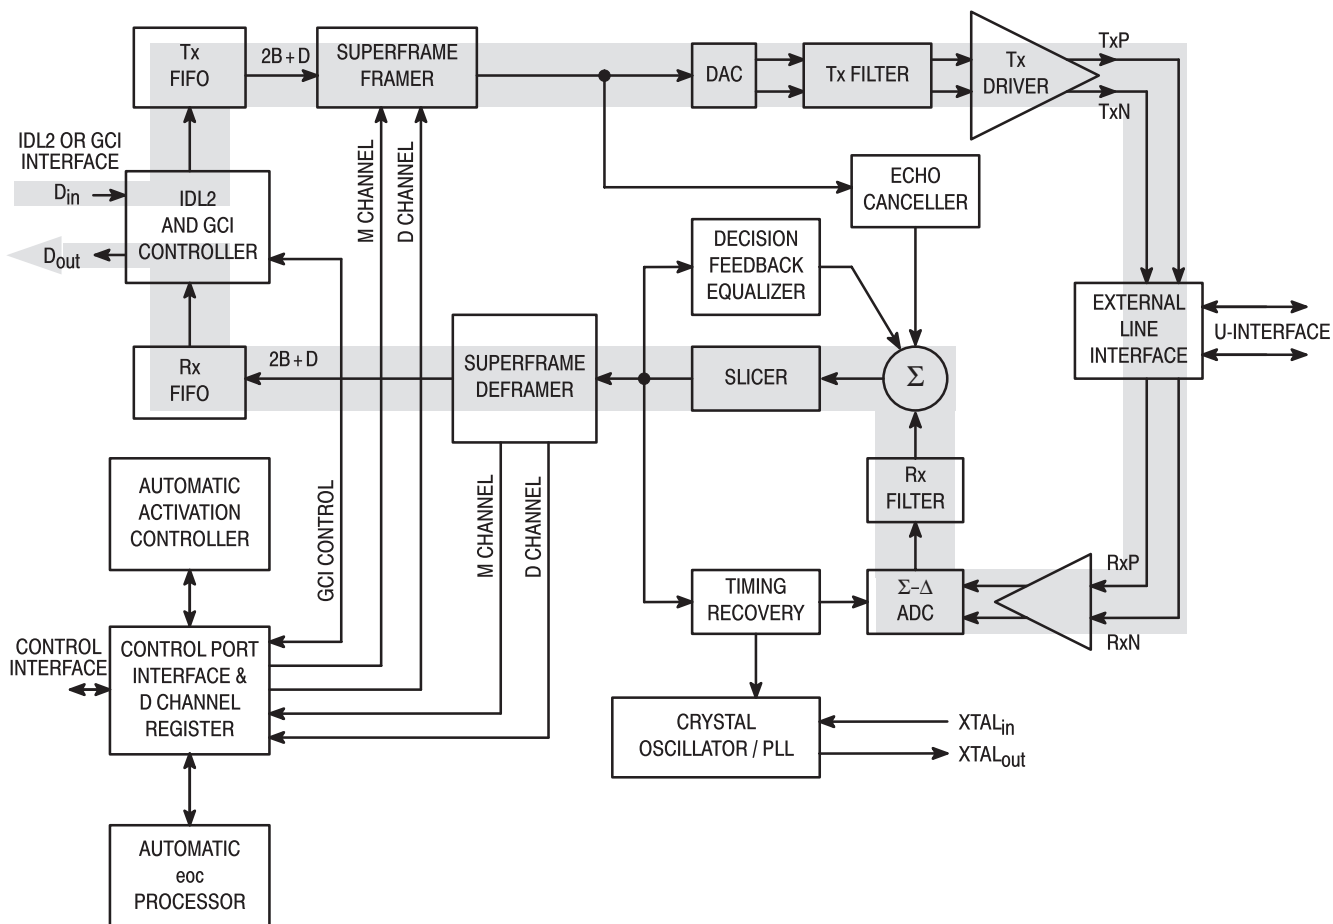 Tx
FIFO
2B+D
SUPERFRAME
FRAMER
DAC
Tx FILTER
Tx
DRIVER
TxP
TxN
IDL2 OR GCI
INTERFACE
Din
IDL2
AND GCI
CONTROLLER
Dout
M CHANNEL
D CHANNEL
ECHO
CANCELLER
DECISION
FEEDBACK
EQUALIZER
EXTERNAL
LINE
INTERFACE
U-INTERFACE
Rx
FIFO
2B+D
SUPERFRAME
DEFRAMER
SLICER
Σ
Rx
FILTER
AUTOMATIC
ACTIVATION
CONTROLLER
GCI CONTROL
M CHANNEL
D CHANNEL
TIMING
RECOVERY
Σ–Δ
ADC
RxP
RxN
CONTROL
INTERFACE
CONTROL PORT
INTERFACE &
D CHANNEL
REGISTER
CRYSTAL
OSCILLATOR / PLL
XTALin
XTALout
AUTOMATIC
eoc
PROCESSOR